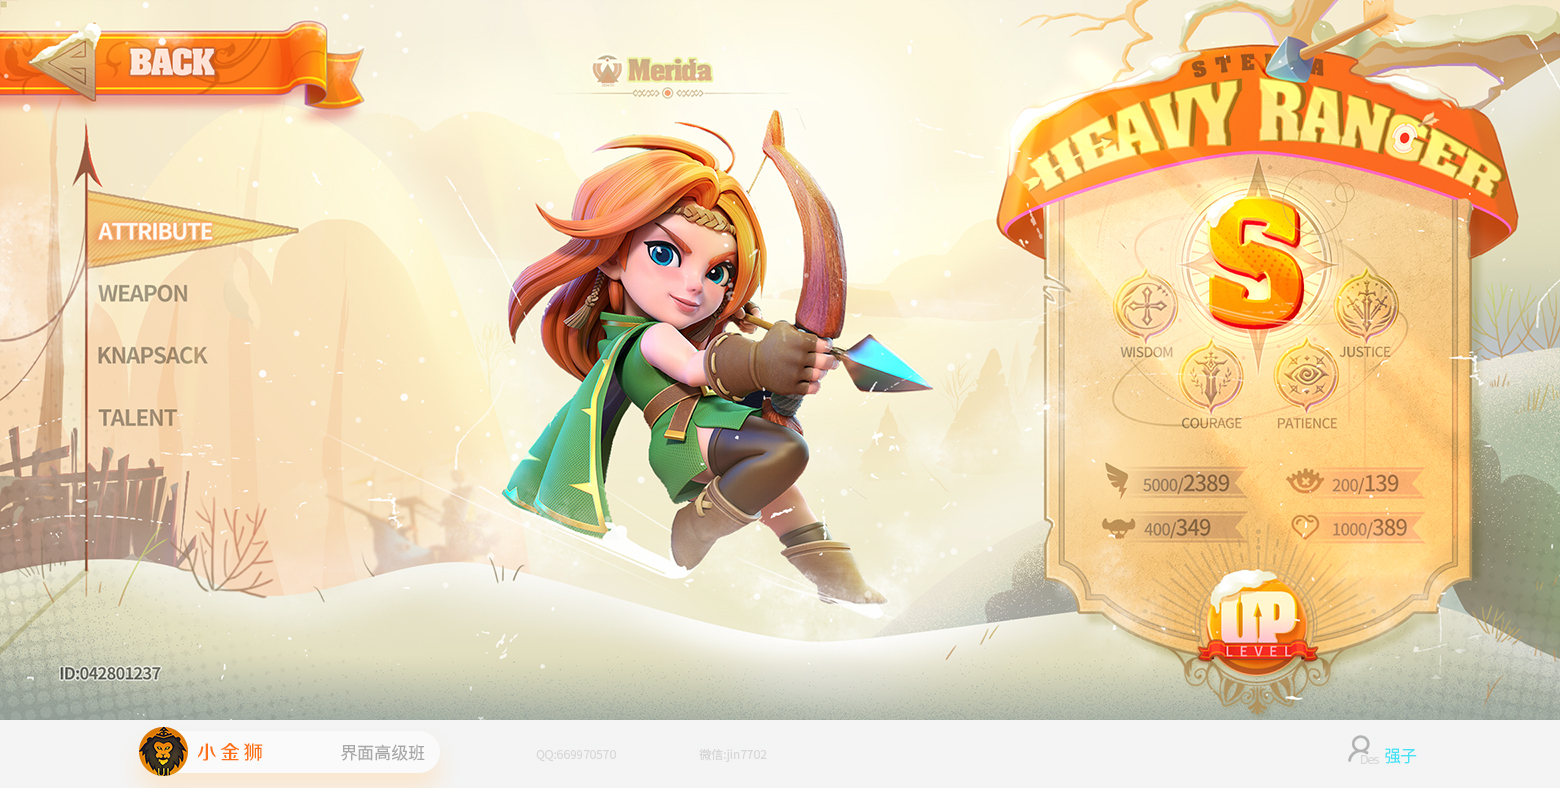 BACK
Merida
HEAVY RANGER
S
ATTRIBUTE
WEAPON
KNAPSACK
TALENT
WISDOM
JUSTICE
COURAGE
PATIENCE
5000/2389
200/139
400/349
1000/389
UP
LEVEL
ID:042801237
小金狮
界面高级班
QQ:669970570
微信:jin7702
Des 强子